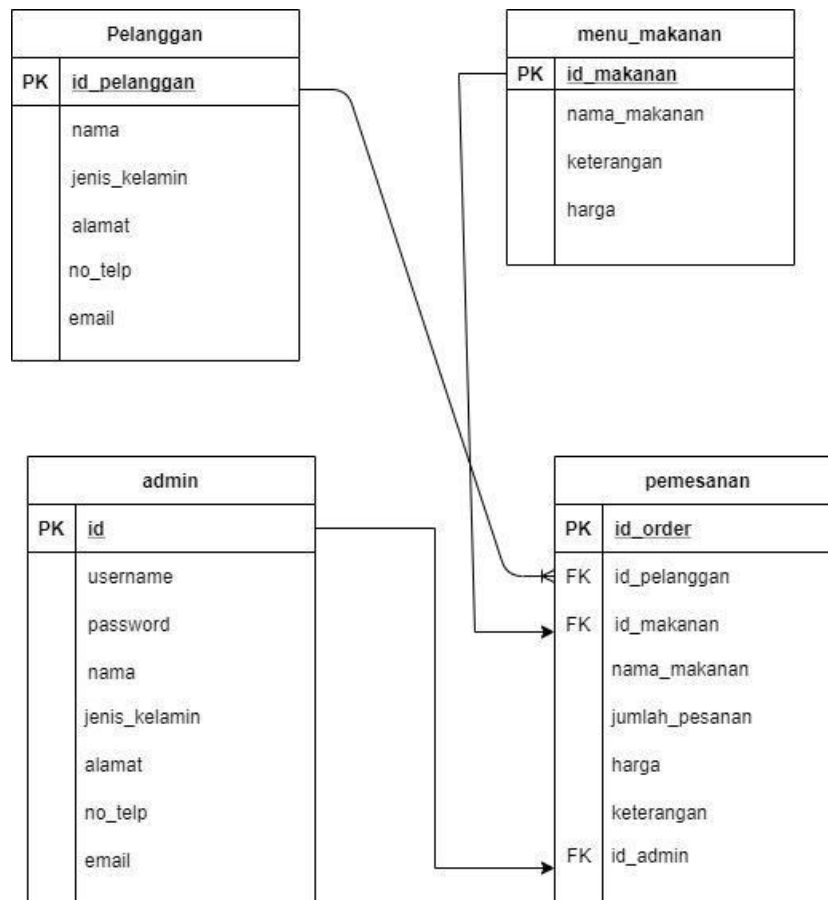 Pelanggan
PK id_pelanggan
nama
jenis_kelamin
alamat
no_telp
email
menu_makanan
PK id_makanan
nama_makanan
keterangan
harga
admin
PK id
username
password
nama
jenis_kelamin
alamat
no_telp
email
pemesanan
PK id_order
FK id_pelanggan
FK id_makanan
nama_makanan
jumlah_pesanan
harga
keterangan
FK id_admin